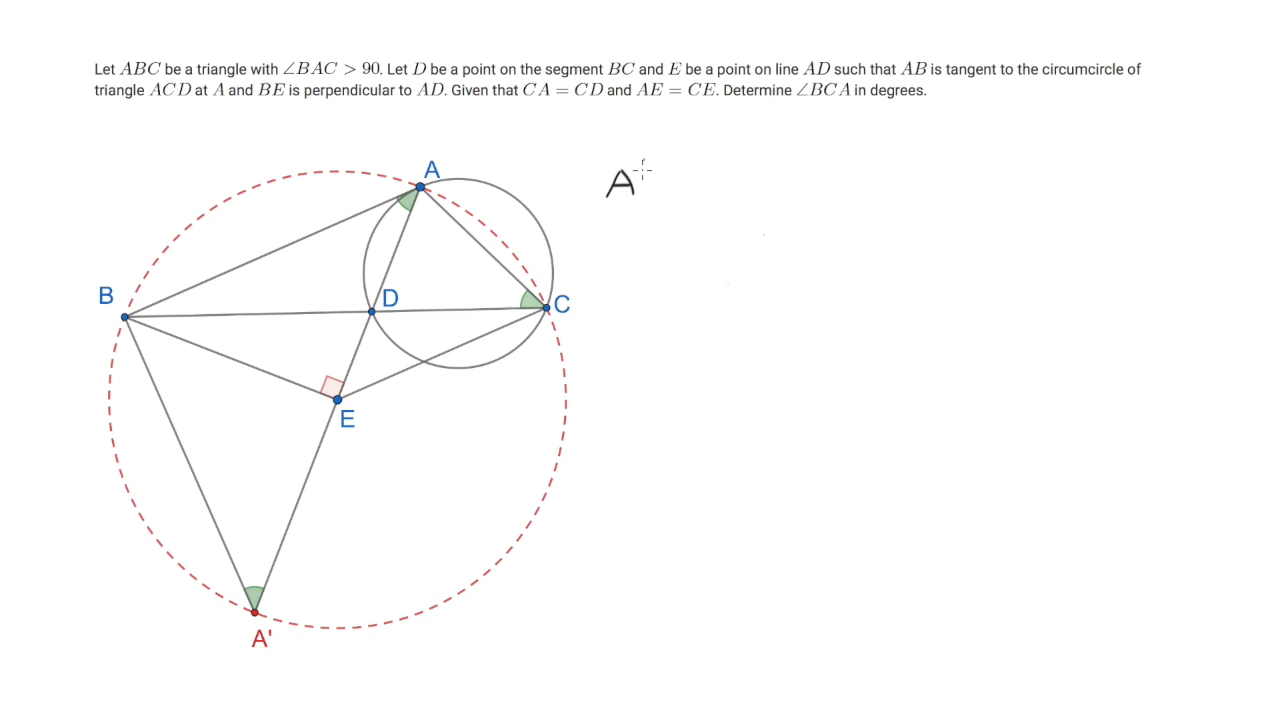 Let ABC be a triangle with ∠BAC > 90. Let D be a point on the segment BC and E be a point on line AD such that AB is tangent to the circumcircle of
triangle ACD at A and BE is perpendicular to AD. Given that CA = CD and AE = CE. Determine ∠BCA in degrees.
A
A
B
D
C
E
A'